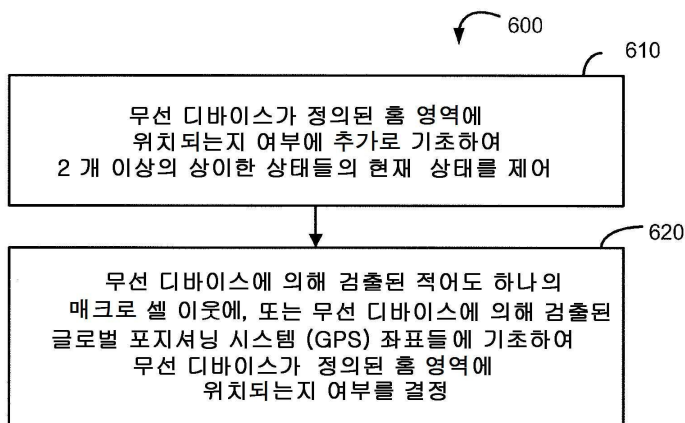 600
610
무선 디바이스가 정의된 홈 영역에
위치되는지 여부에 추가로 기초하여
2 개 이상의 상이한 상태들의 현재 상태를 제어
620
무선 디바이스에 의해 검출된 적어도 하나의
매크로 셀 이웃에, 또는 무선 디바이스에 의해 검출된
글로벌 포지셔닝 시스템 (GPS) 좌표들에 기초하여
무선 디바이스가 정의된 홈 영역에
위치되는지 여부를 결정